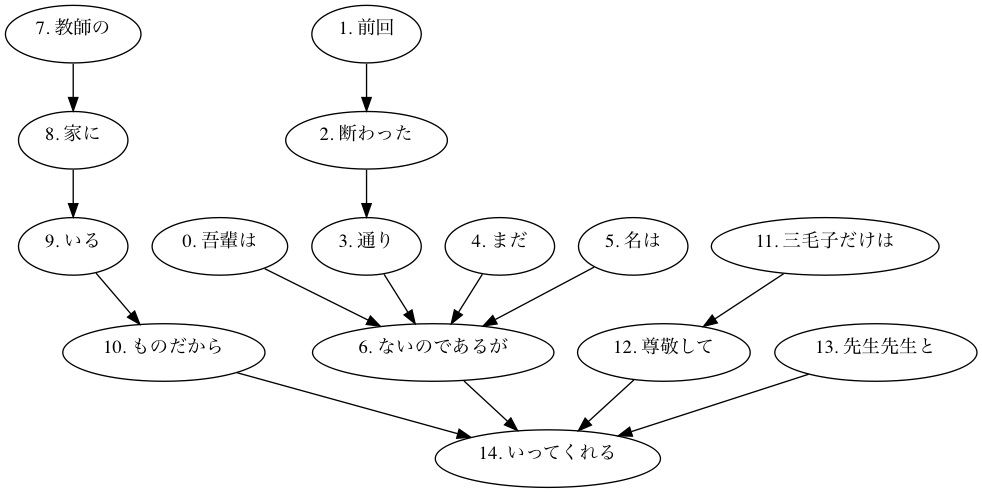 7. 教師の
1. 前回
8. 家に
2. 断わった
9. いる
0. 吾輩は
3. 通り
4. まだ
5. 名は
11. 三毛子だけは
10. ものだから
6. ないのであるが
12. 尊敬して
13. 先生先生と
14. いってくれる